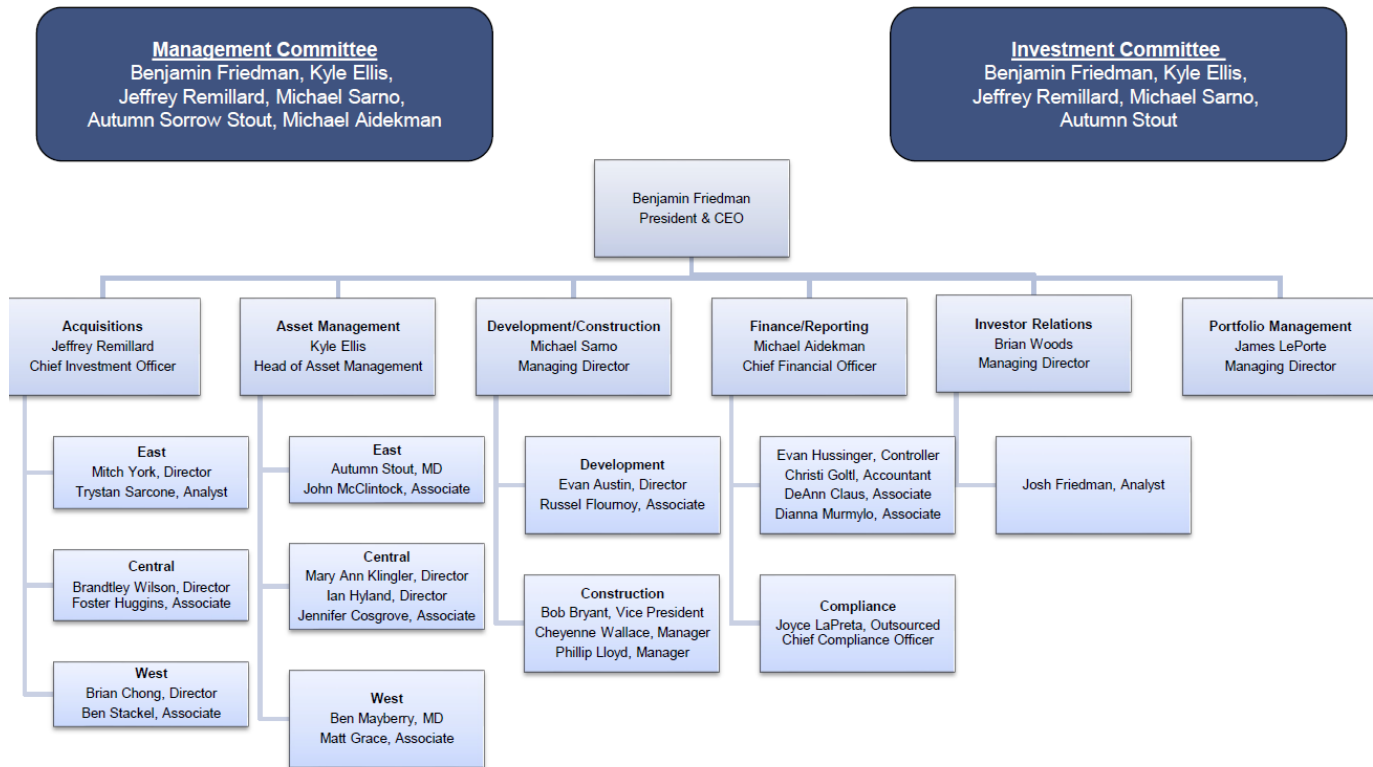 Management Committee
Benjamin Friedman, Kyle Ellis,
Jeffrey Remillard, Michael Sarno,
Autumn Sorrow Stout, Michael Aidekman
Investment Committee
Benjamin Friedman, Kyle Ellis,
Jeffrey Remillard, Michael Sarno,
Autumn Stout
Benjamin Friedman
President & CEO
Acquisitions
Jeffrey Remillard
Chief Investment Officer
Asset Management
Kyle Ellis
Head of Asset Management
Development/Construction
Michael Sarno
Managing Director
Finance/Reporting
Michael Aidekman
Chief Financial Officer
Investor Relations
Brian Woods
Managing Director
Portfolio Management
James LePorte
Managing Director
East
Mitch York, Director
Trystan Sarcone, Analyst
Central
Brandtley Wilson, Director
Foster Huggins, Associate
West
Brian Chong, Director
Ben Stackel, Associate
East
Autumn Stout, MD
John McClintock, Associate
Central
Mary Ann Klingler, Director
Ian Hyland, Director
Jennifer Cosgrove, Associate
West
Ben Mayberry, MD
Matt Grace, Associate
Development
Evan Austin, Director
Russel Flournoy, Associate
Construction
Bob Bryant, Vice President
Cheyenne Wallace, Manager
Phillip Lloyd, Manager
Evan Hussinger, Controller
Christi Goltl, Accountant
DeAnn Claus, Associate
Dianna Murmylo, Associate
Compliance
Joyce LaPreta, Outsourced
Chief Compliance Officer
Josh Friedman, Analyst